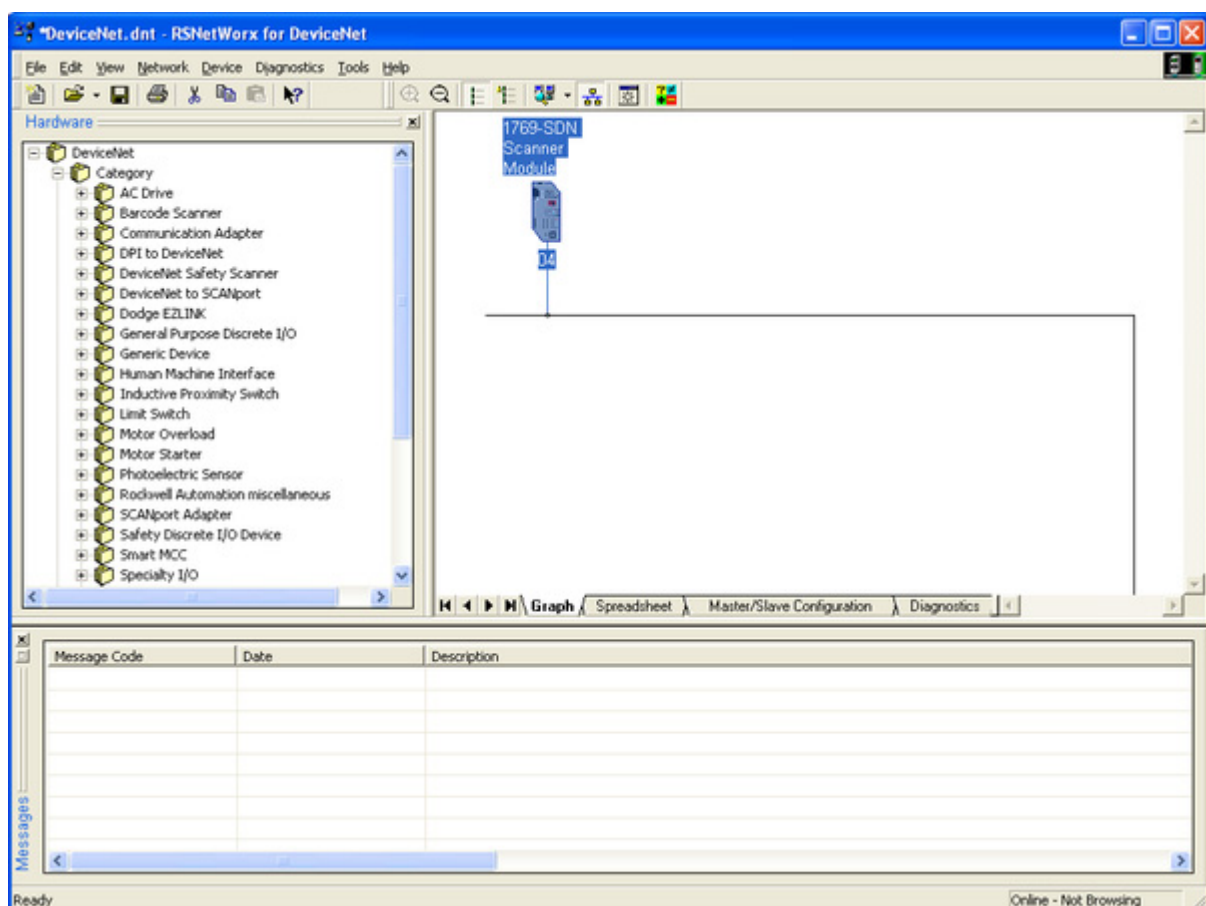 *DeviceNet.dnt - RSNetWorx for DeviceNet
File Edit View Network Device Diagnostics Tools Help
Hardware
DeviceNet
Category
AC Drive
Barcode Scanner
Communication Adapter
DPI to DeviceNet
DeviceNet Safety Scanner
DeviceNet to SCANport
Dodge EZLINK
General Purpose Discrete I/O
Generic Device
Human Machine Interface
Inductive Proximity Switch
Limit Switch
Motor Overload
Motor Starter
Photoelectric Sensor
Rockwell Automation miscellaneous
SCANport Adapter
Safety Discrete I/O Device
Smart MCC
Specialty I/O
1769-SDN
Scanner
Module
04
Graph Spreadsheet Master/Slave Configuration Diagnostics
Messages
Message Code Date Description
Ready Online - Not Browsing